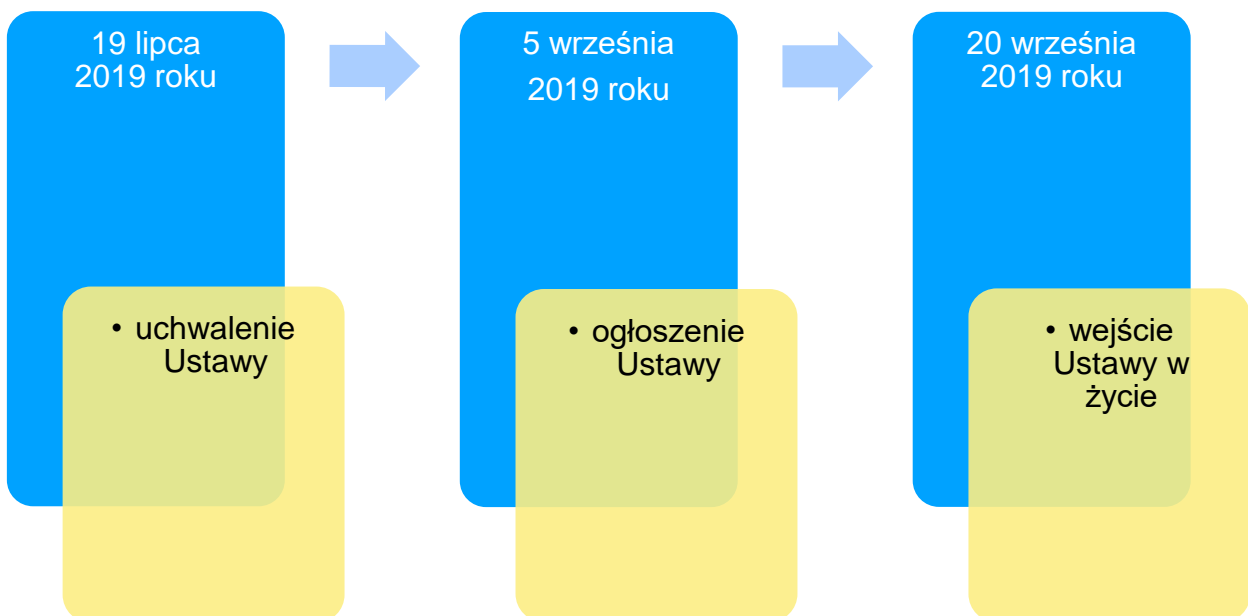 19 lipca
2019 roku
• uchwalenie
Ustawy
5 września
2019 roku
• ogłoszenie
Ustawy
20 września
2019 roku
• wejście
Ustawy w
życie